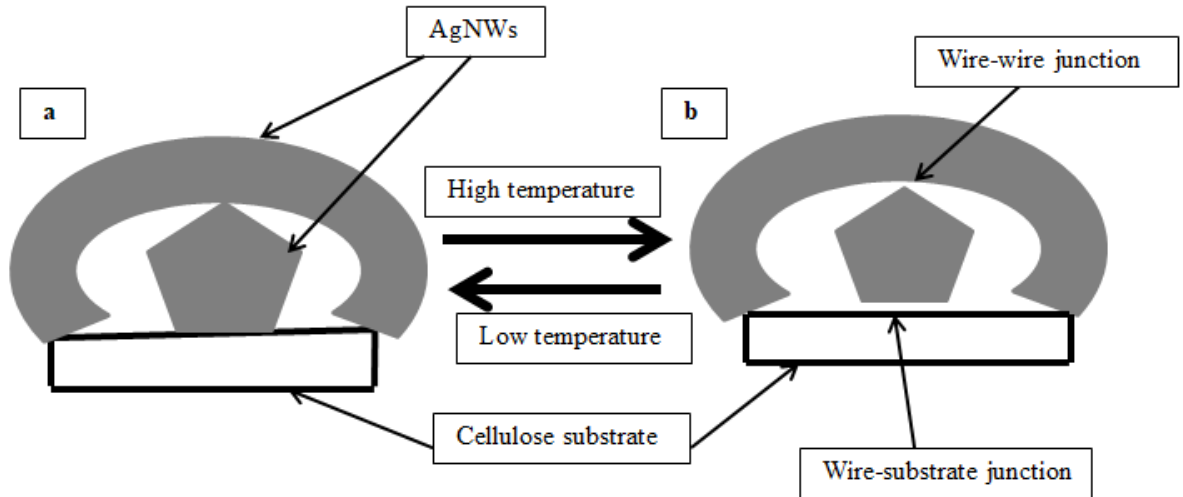 AgNWs
Wire-wire junction
a
b
High temperature
Low temperature
Cellulose substrate
Wire-substrate junction